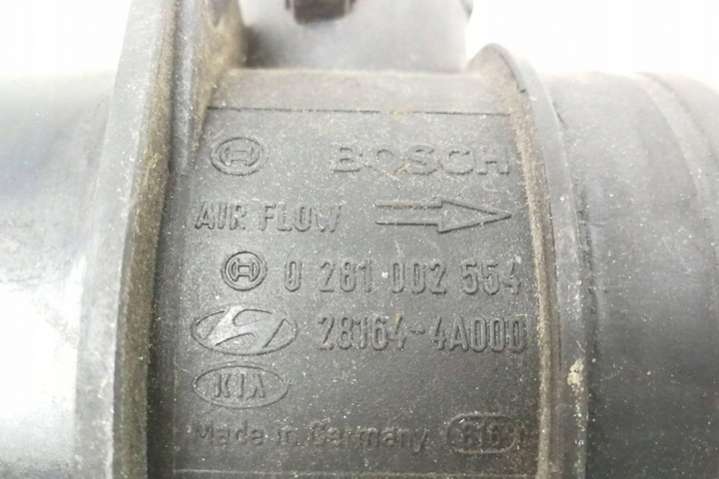 BOSCH
AIR FLOW
0 281 002 554
28164-4A000
KIA
Made in Germany